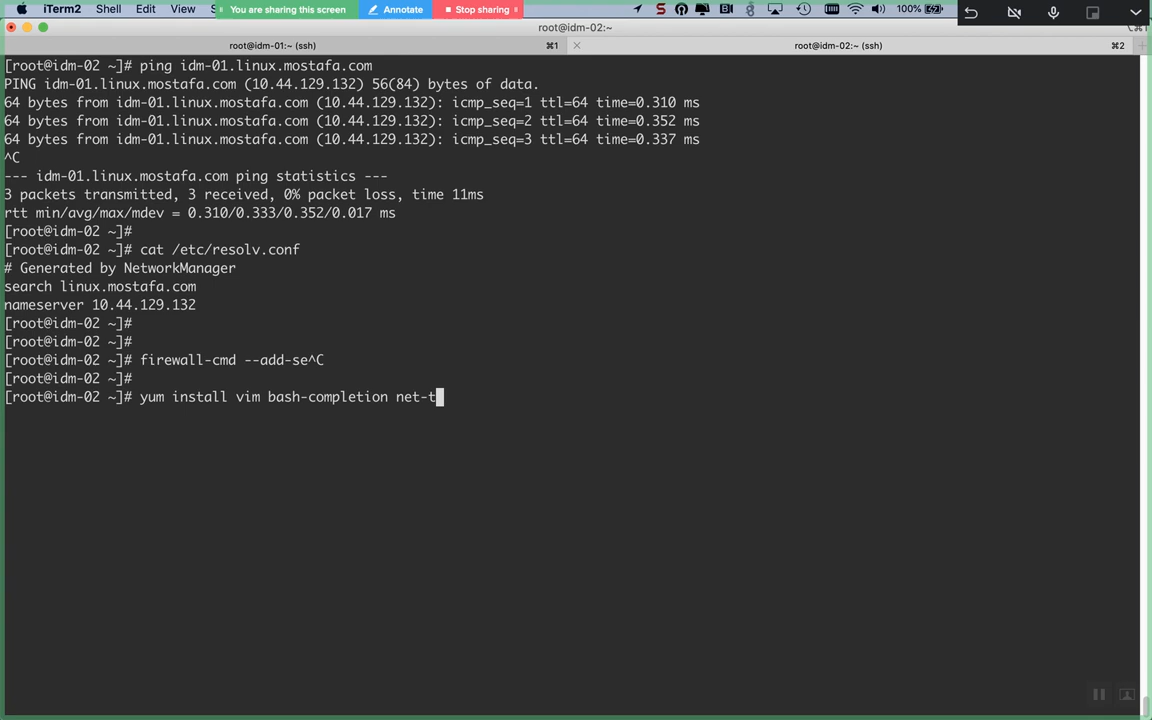 iTerm2 Shell Edit View S You are sharing this screen Annotate Stop sharing 100%
root@idm-02:~ ⌥⌘1
root@idm-01:~ (ssh) ⌘1 root@idm-02:~ (ssh) ⌘2
[root@idm-02 ~]# ping idm-01.linux.mostafa.com
PING idm-01.linux.mostafa.com (10.44.129.132) 56(84) bytes of data.
64 bytes from idm-01.linux.mostafa.com (10.44.129.132): icmp_seq=1 ttl=64 time=0.310 ms
64 bytes from idm-01.linux.mostafa.com (10.44.129.132): icmp_seq=2 ttl=64 time=0.352 ms
64 bytes from idm-01.linux.mostafa.com (10.44.129.132): icmp_seq=3 ttl=64 time=0.337 ms
^C
--- idm-01.linux.mostafa.com ping statistics ---
3 packets transmitted, 3 received, 0% packet loss, time 11ms
rtt min/avg/max/mdev = 0.310/0.333/0.352/0.017 ms
[root@idm-02 ~]#
[root@idm-02 ~]# cat /etc/resolv.conf
# Generated by NetworkManager
search linux.mostafa.com
nameserver 10.44.129.132
[root@idm-02 ~]#
[root@idm-02 ~]#
[root@idm-02 ~]# firewall-cmd --add-se^C
[root@idm-02 ~]#
[root@idm-02 ~]# yum install vim bash-completion net-t